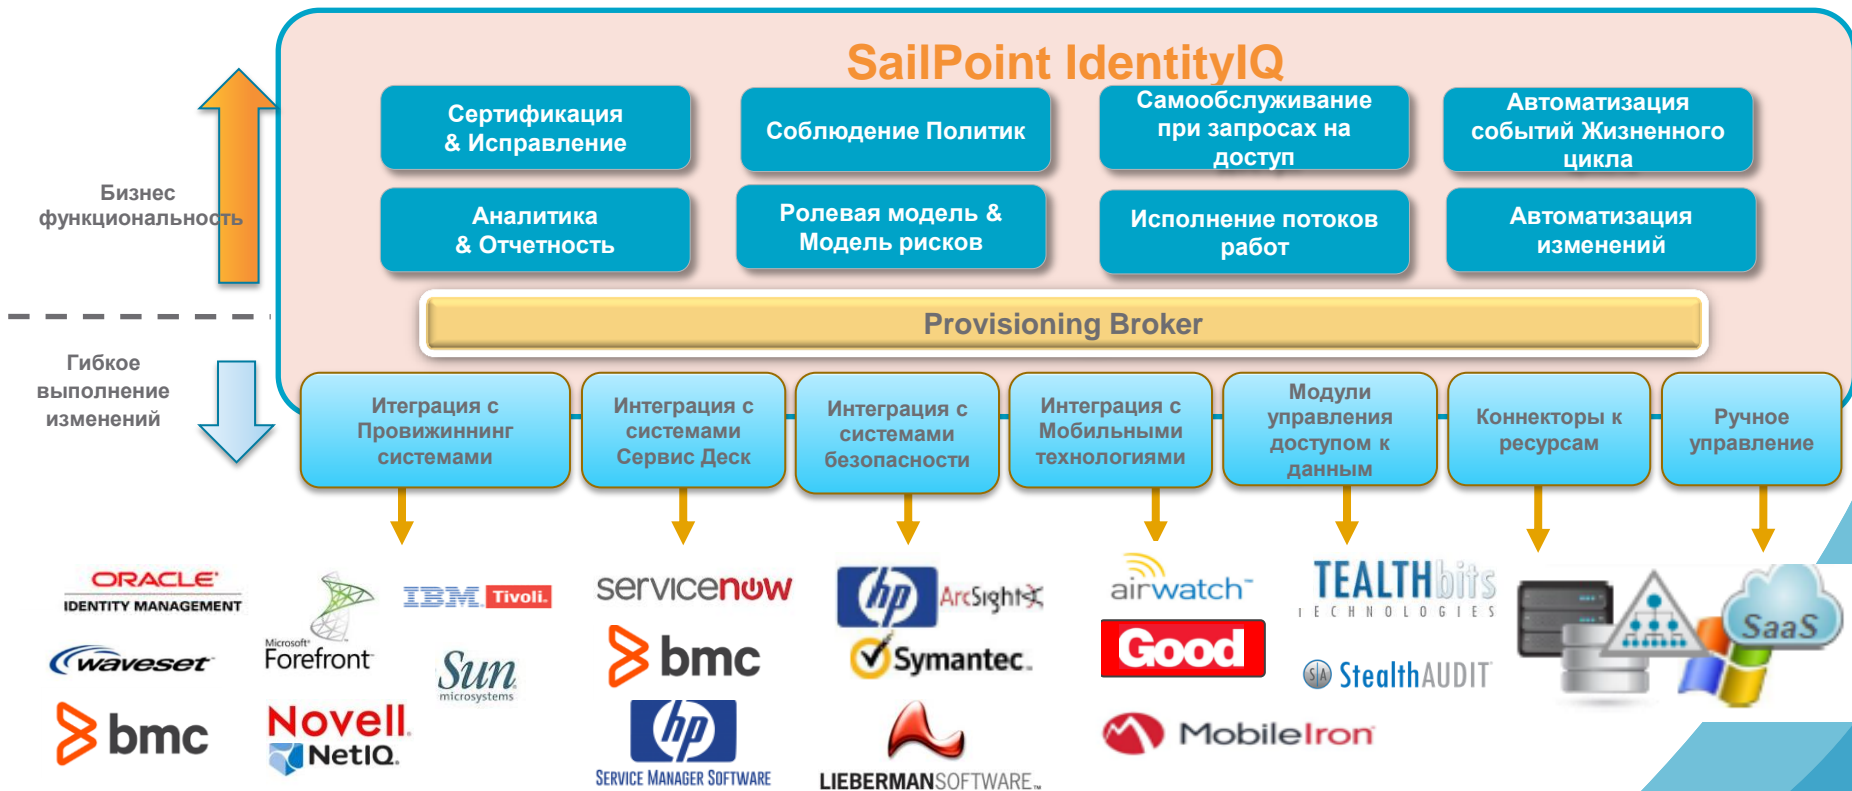 SailPoint IdentityIQ
Сертификация
& Исправление
Соблюдение Политик
Самообслуживание
при запросах на
доступ
Автоматизация
событий Жизненного
цикла
Бизнес
функциональность
Аналитика
& Отчетность
Ролевая модель &
Модель рисков
Исполнение потоков
работ
Автоматизация
изменений
Provisioning Broker
Гибкое
выполнение
изменений
Итеграция с
Провижиннинг
системами
Интеграция с
системами
Сервис Деск
Интеграция с
системами
безопасности
Интеграция с
Мобильными
технологиями
Модули
управления
доступом к
данным
Коннекторы к
ресурсам
Ручное
управление
ORACLE
IDENTITY MANAGEMENT
waveset
bmc
Microsoft
Forefront
Novell
NetIQ.
IBM Tivoli.
Sun
microsystems
servicenow
bmc
hp
SERVICE MANAGER SOFTWARE
hp ArcSight
Symantec.
LIEBERMANSOFTWARE
airwatch
Good
MobileIron
TEALTHbits
TECHNOLOGIES
SA StealthAUDIT
SaaS